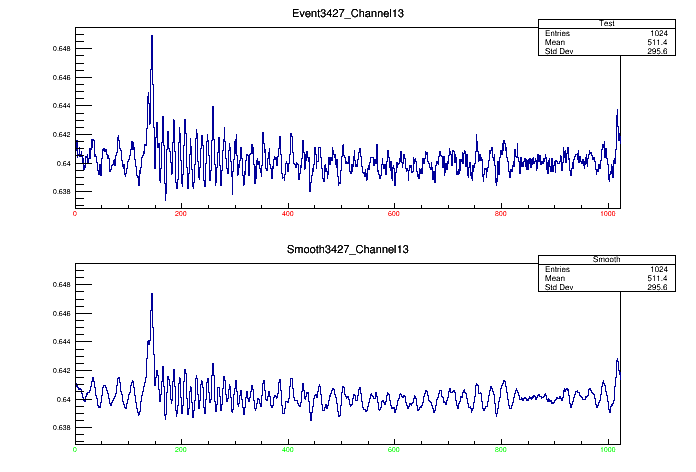 Event3427_Channel13
Test
Entries 1024
Mean 511.4
Std Dev 295.6
0.648
0.646
0.644
0.642
0.64
0.638
0 200 400 600 800 1000
Smooth3427_Channel13
Smooth
Entries 1024
Mean 511.4
Std Dev 295.6
0.648
0.646
0.644
0.642
0.64
0.638
0 200 400 600 800 1000